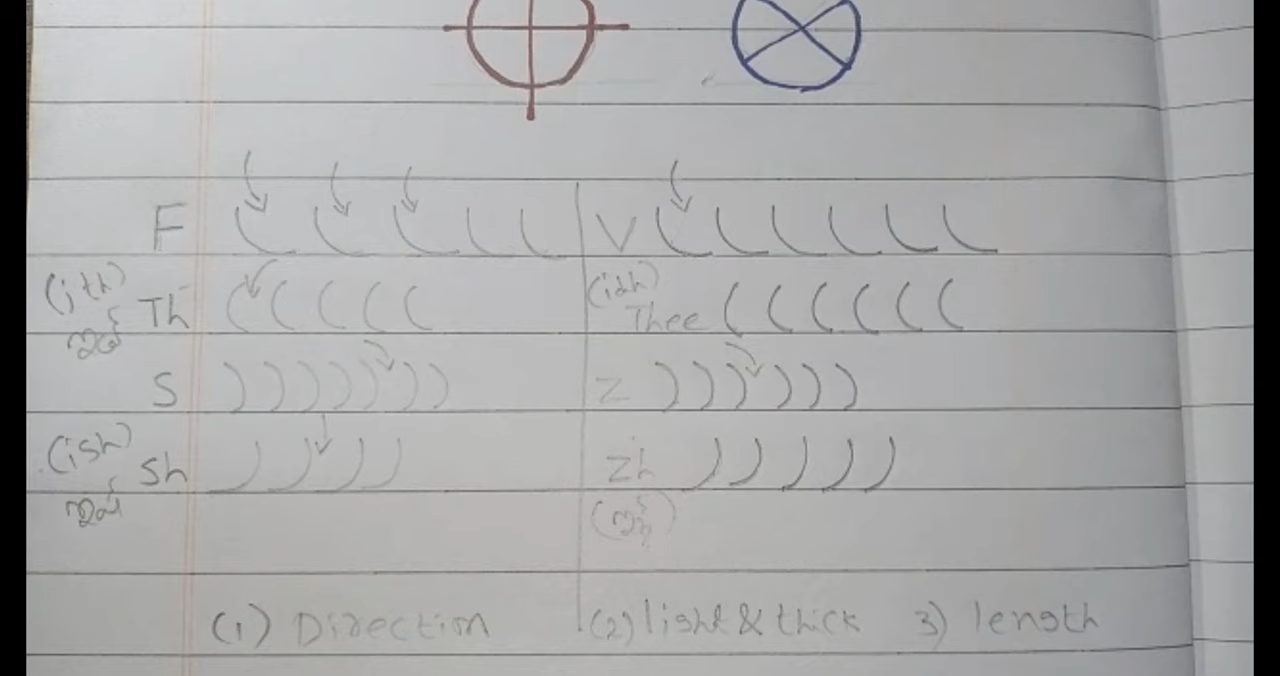 F V
(ith) Th (idh) Thee
S Z
(ish) Sh Zh
(1) Direction (2) light & thick 3) length